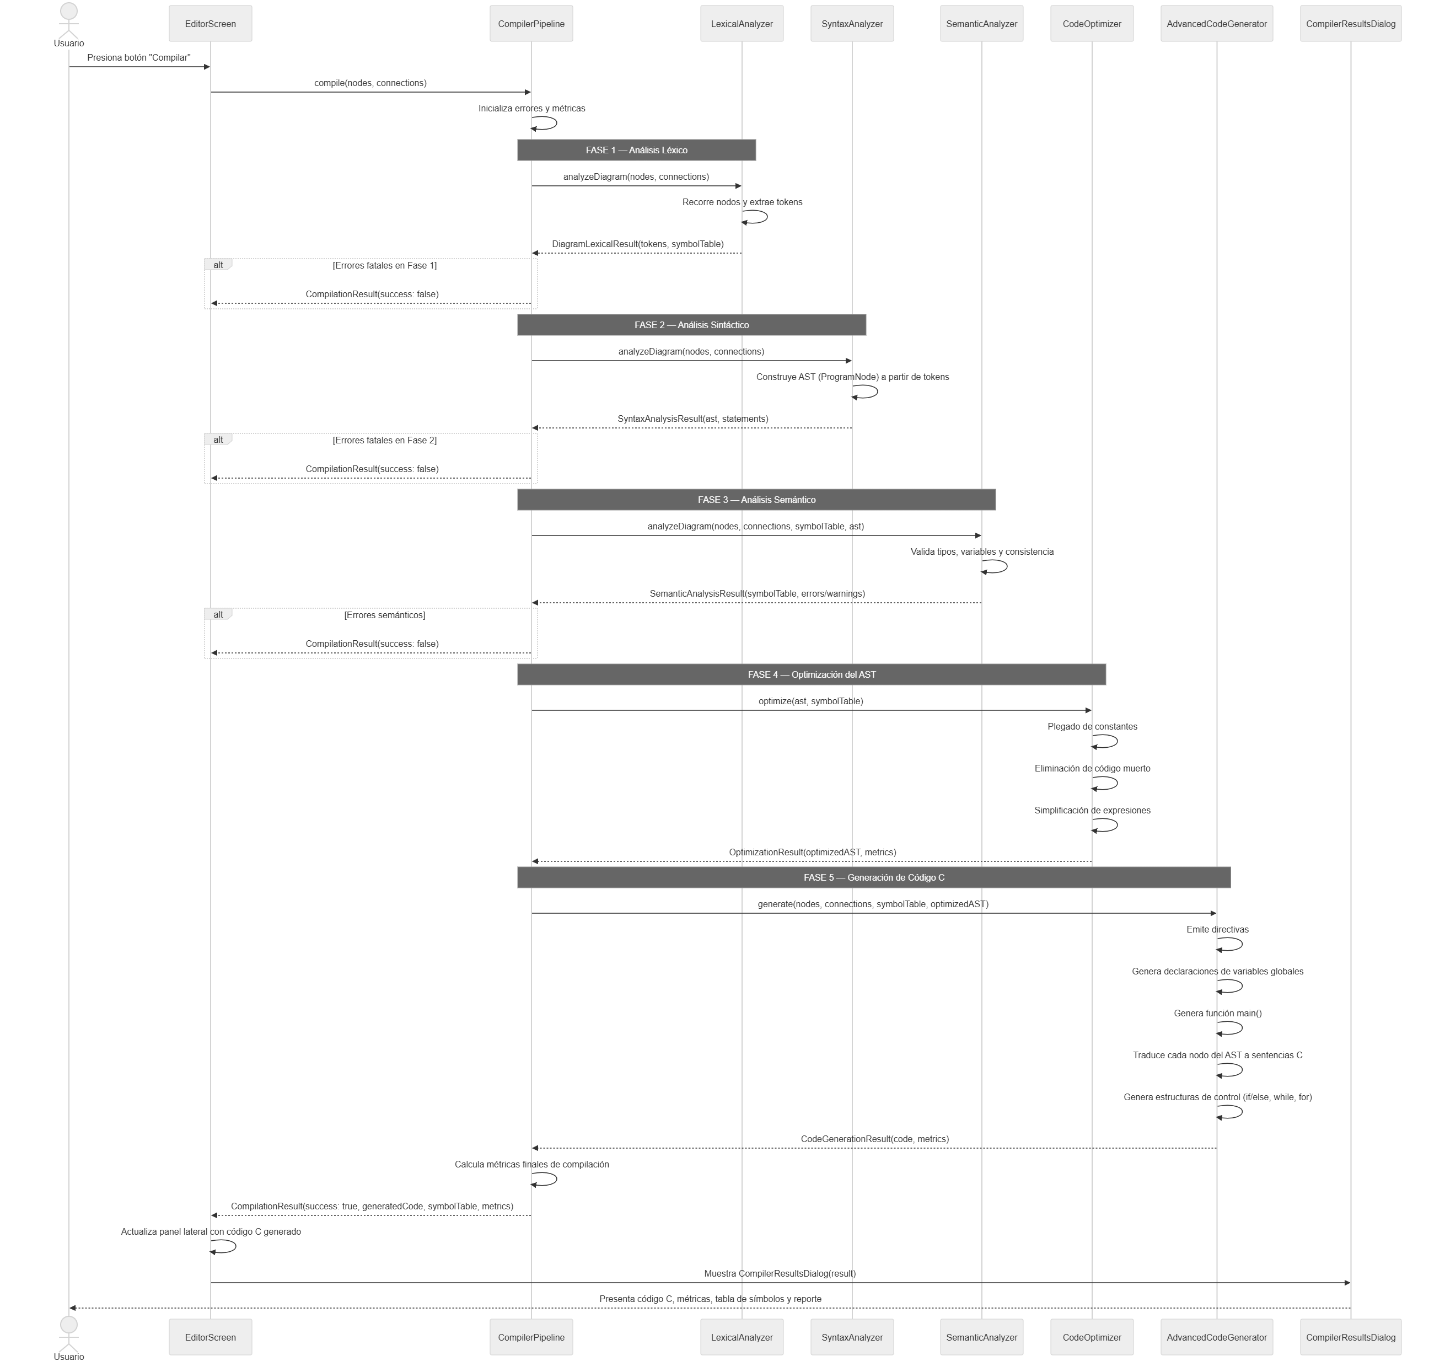 EditorScreen
CompilerPipeline
LexicalAnalyzer
SyntaxAnalyzer
SemanticAnalyzer
CodeOptimizer
AdvancedCodeGenerator
CompilerResultsDialog
Usuario
Presiona botón "Compilar"
compile(nodes, connections)
Inicializa errores y métricas
FASE 1 — Análisis Léxico
analyzeDiagram(nodes, connections)
Recorre nodos y extrae tokens
DiagramLexicalResult(tokens, symbolTable)
alt
[Errores fatales en Fase 1]
CompilationResult(success: false)
FASE 2 — Análisis Sintáctico
analyzeDiagram(nodes, connections)
Construye AST (ProgramNode) a partir de tokens
SyntaxAnalysisResult(ast, statements)
alt
[Errores fatales en Fase 2]
CompilationResult(success: false)
FASE 3 — Análisis Semántico
analyzeDiagram(nodes, connections, symbolTable, ast)
Valida tipos, variables y consistencia
SemanticAnalysisResult(symbolTable, errors/warnings)
alt
[Errores semánticos]
CompilationResult(success: false)
FASE 4 — Optimización del AST
optimize(ast, symbolTable)
Plegado de constantes
Eliminación de código muerto
Simplificación de expresiones
OptimizationResult(optimizedAST, metrics)
FASE 5 — Generación de Código C
generate(nodes, connections, symbolTable, optimizedAST)
Emite directivas
Genera declaraciones de variables globales
Genera función main()
Traduce cada nodo del AST a sentencias C
Genera estructuras de control (if/else, while, for)
CodeGenerationResult(code, metrics)
Calcula métricas finales de compilación
CompilationResult(success: true, generatedCode, symbolTable, metrics)
Actualiza panel lateral con código C generado
Muestra CompilerResultsDialog(result)
Presenta código C, métricas, tabla de símbolos y reporte
EditorScreen
CompilerPipeline
LexicalAnalyzer
SyntaxAnalyzer
SemanticAnalyzer
CodeOptimizer
AdvancedCodeGenerator
CompilerResultsDialog
Usuario